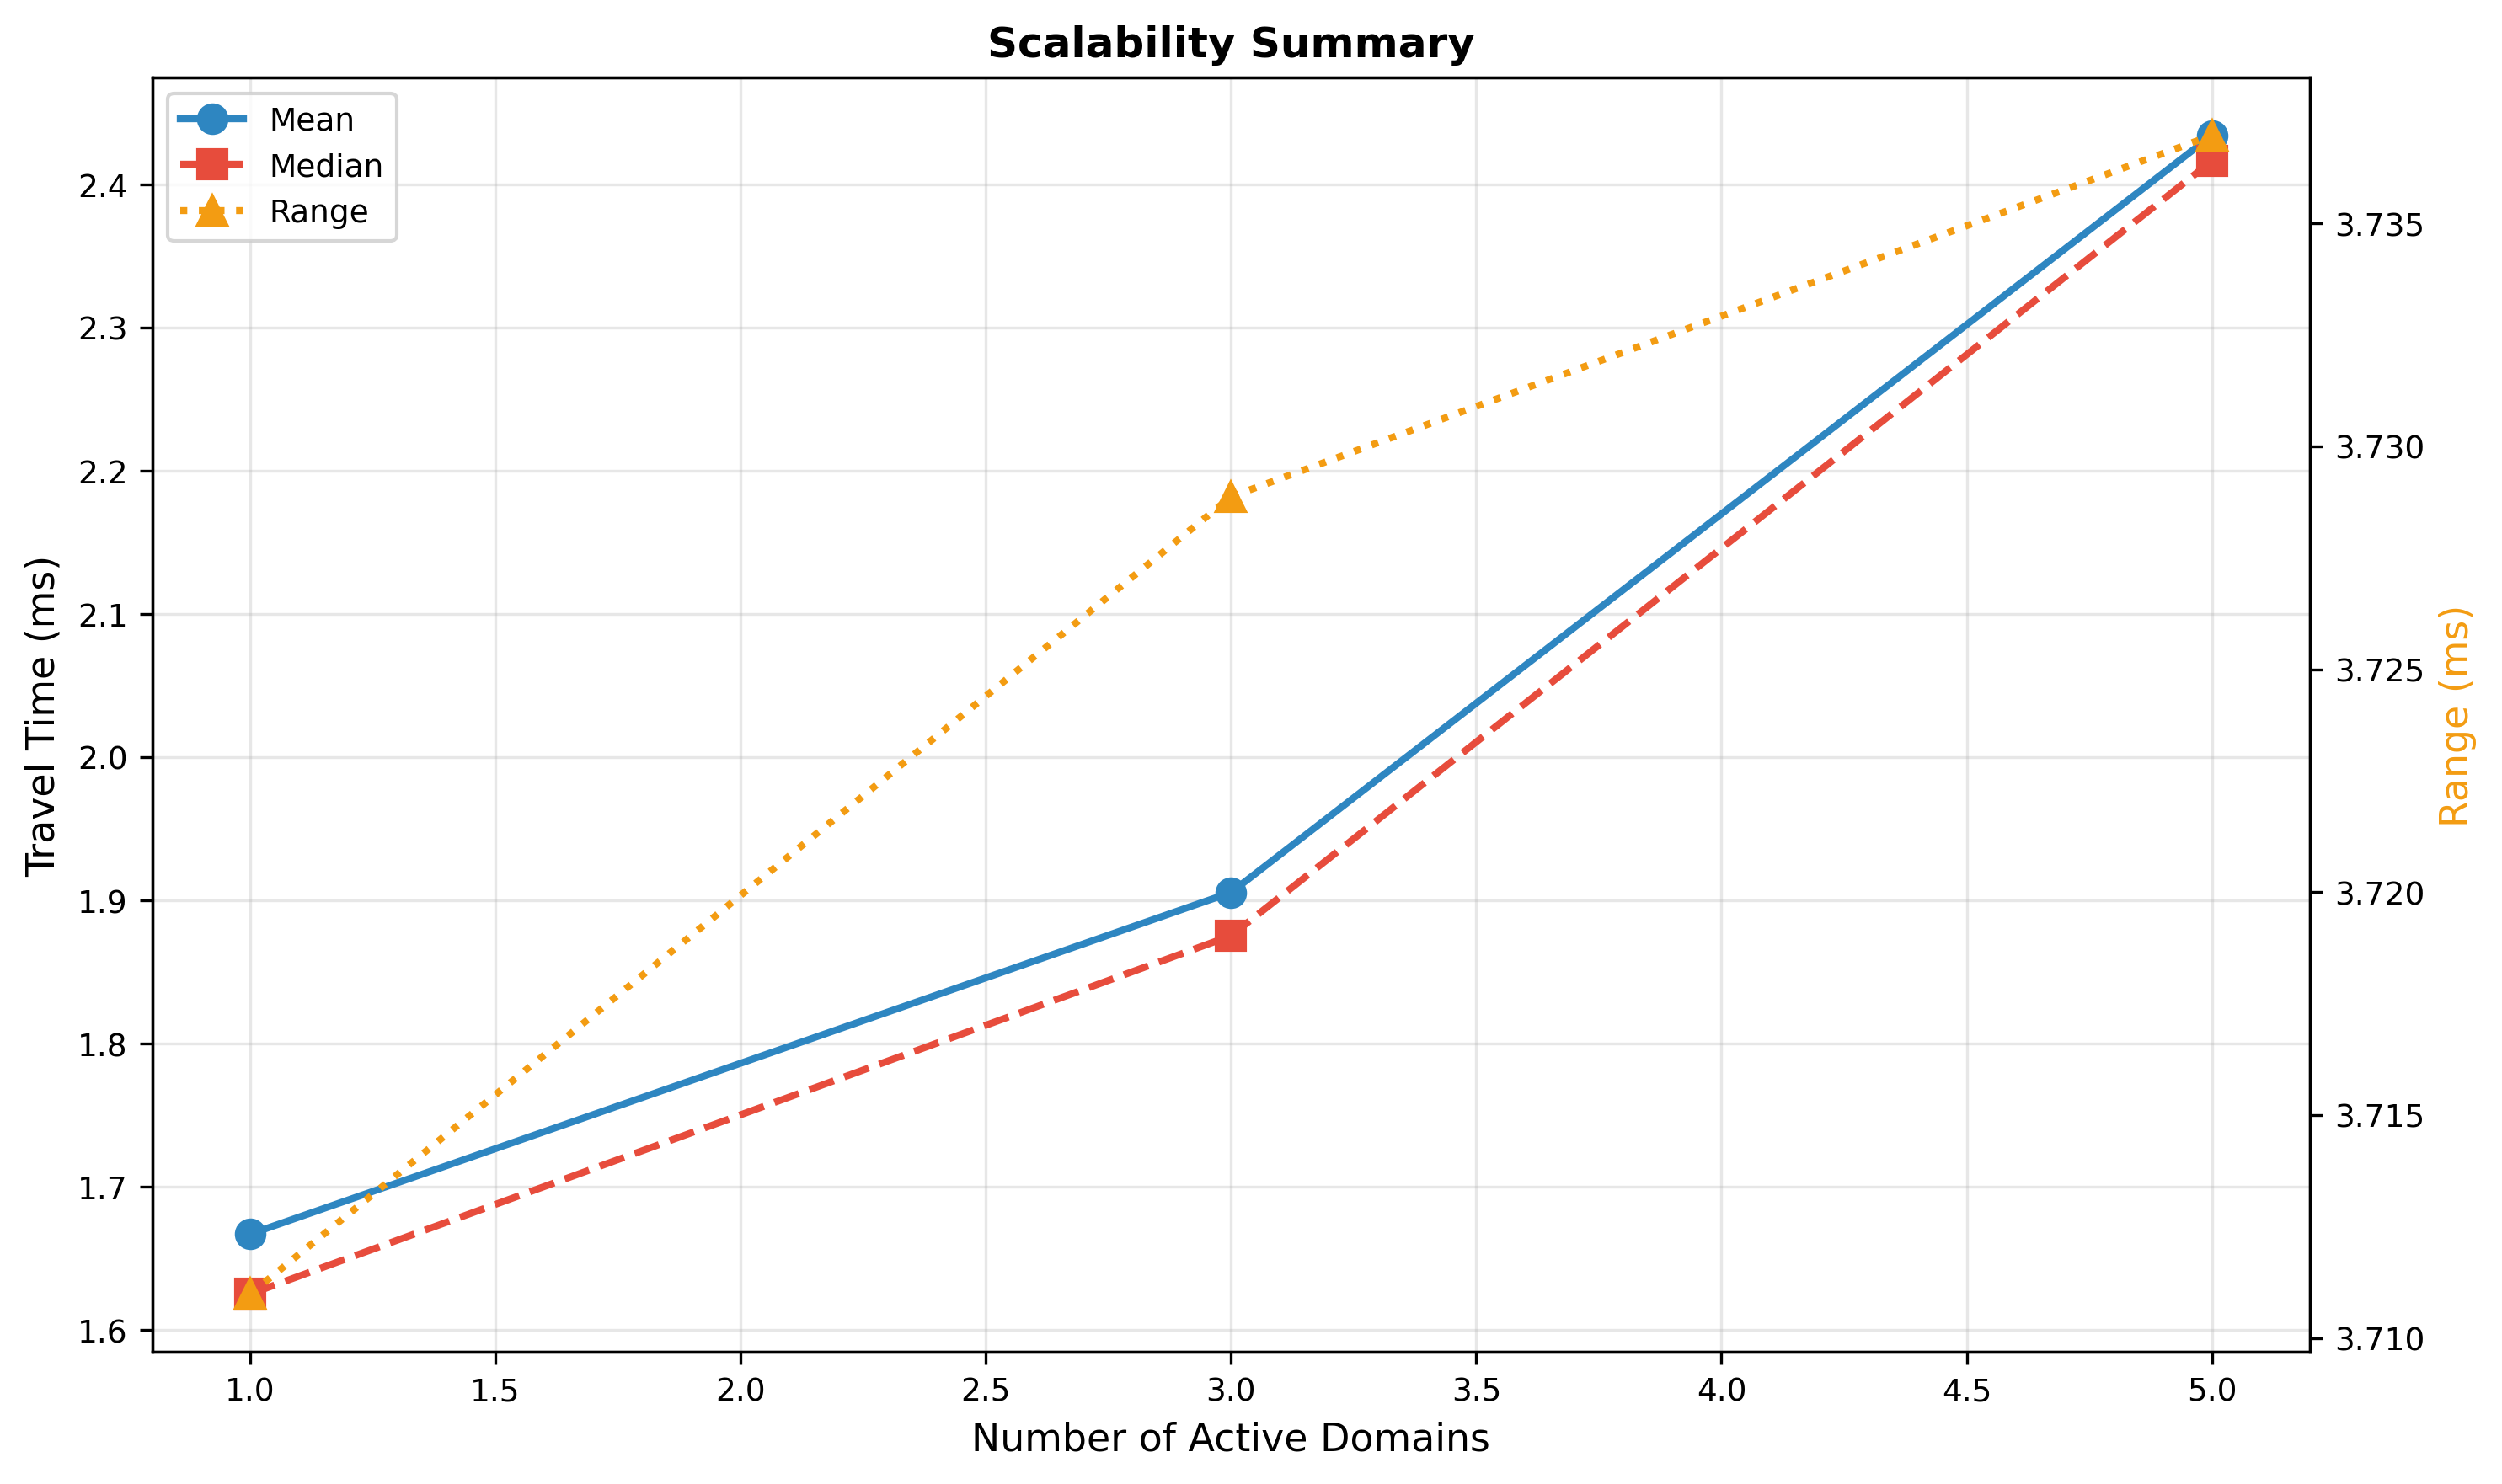 Scalability Summary
Mean
Median
Range
Travel Time (ms)
2.4
2.3
2.2
2.1
2.0
1.9
1.8
1.7
1.6
3.735
3.730
3.725
3.720
3.715
3.710
Range (ms)
1.0 1.5 2.0 2.5 3.0 3.5 4.0 4.5 5.0
Number of Active Domains